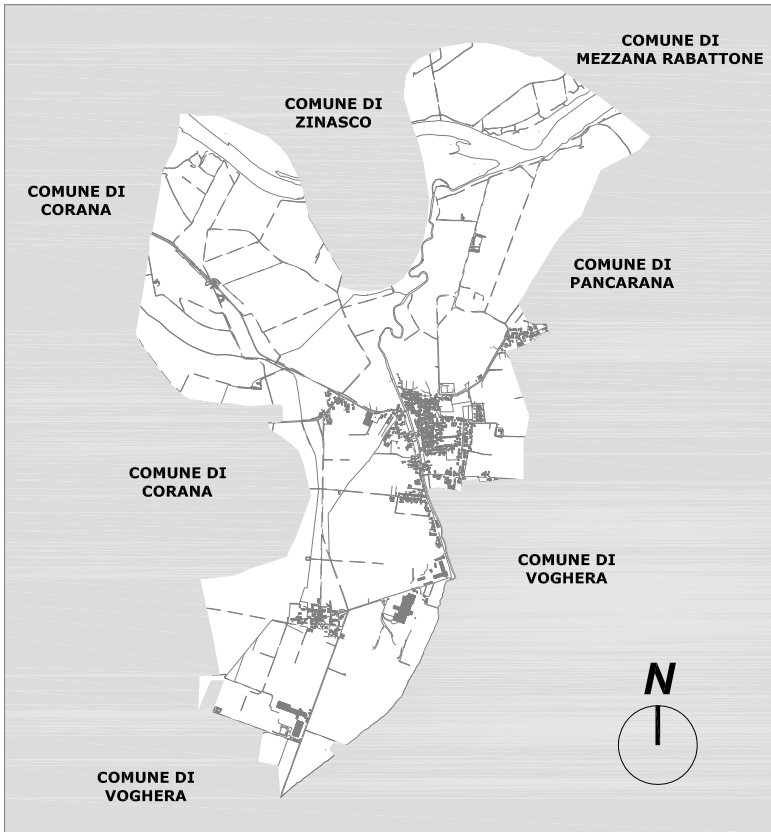 COMUNE DI
MEZZANA RABATTONE
COMUNE DI
ZINASCO
COMUNE DI
CORANA
COMUNE DI
PANCARANA
COMUNE DI
CORANA
COMUNE DI
VOGHERA
N
COMUNE DI
VOGHERA